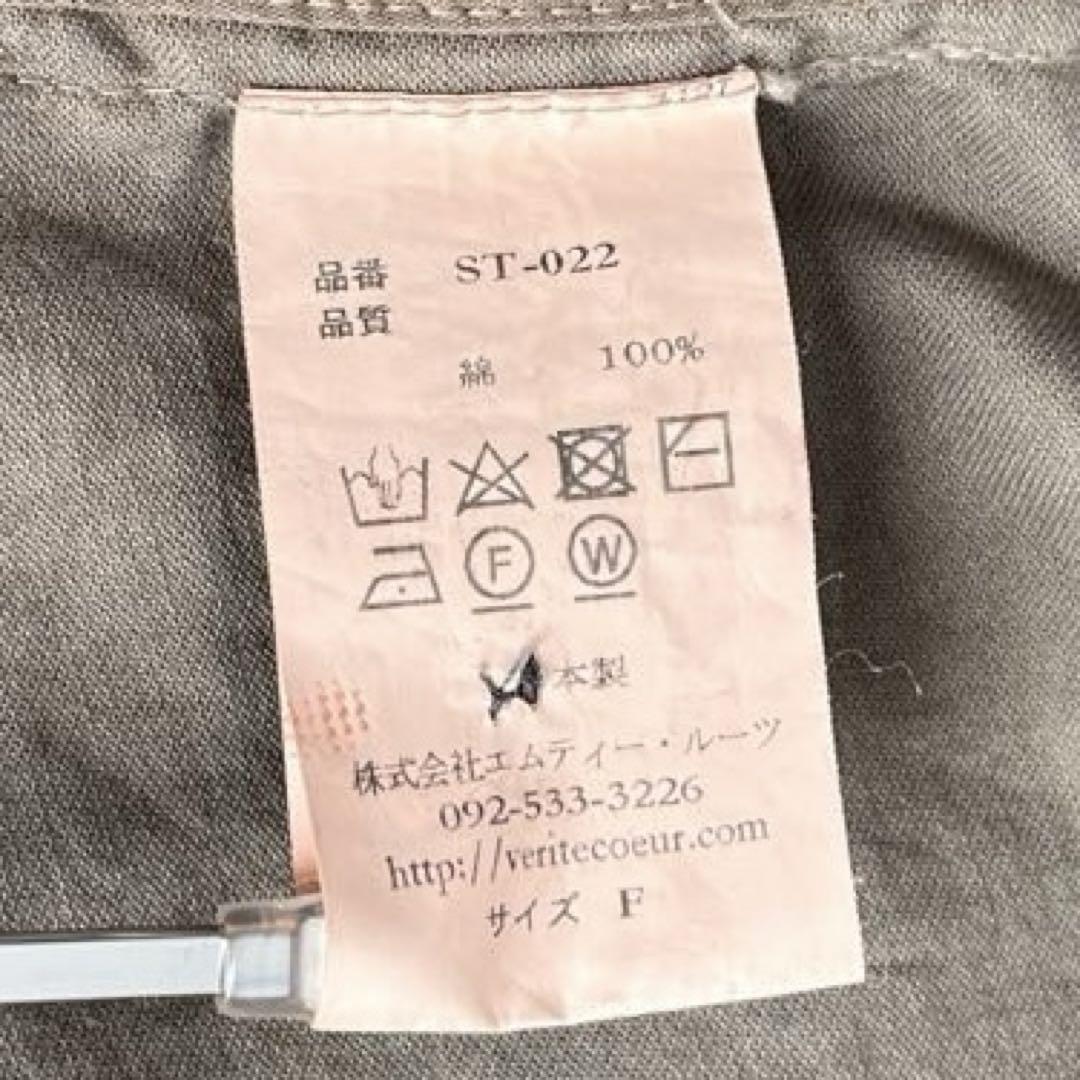 品番 ST-022
品質
綿 100%
F W
本製
株式会社エムティー・ルーツ
092-533-3226
http://veritecoeur.com
サイズ F